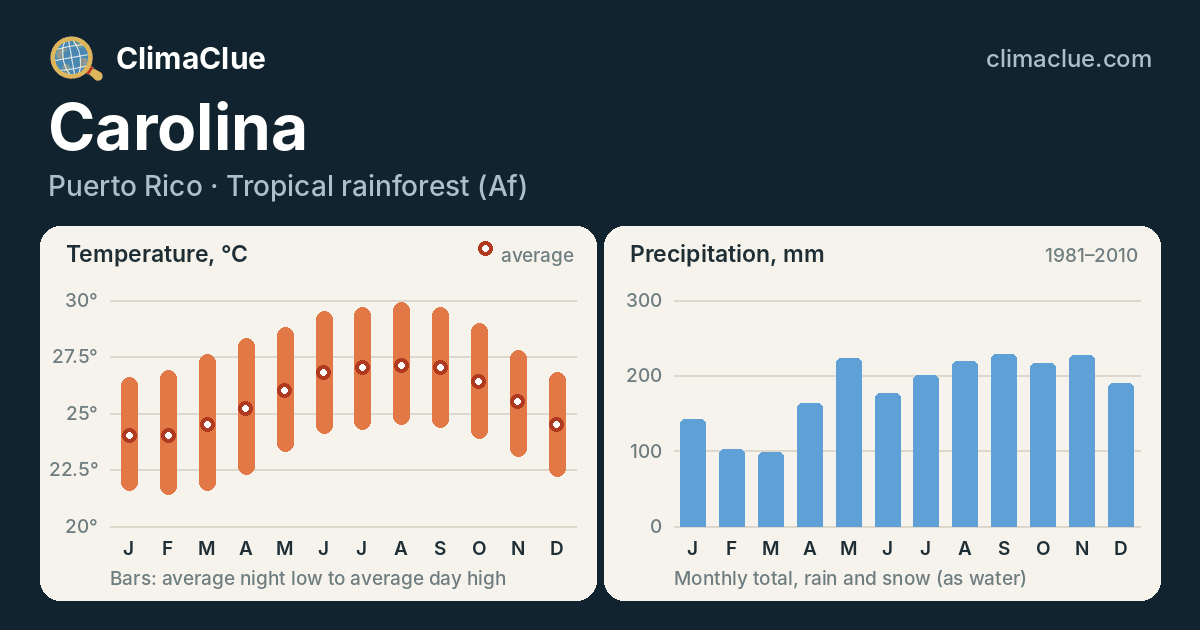 ClimaClue
climaclue.com
Carolina
Puerto Rico · Tropical rainforest (Af)
Temperature, °C
average
30°
27.5°
25°
22.5°
20°
J F M A M J J A S O N D
Bars: average night low to average day high
Precipitation, mm
1981–2010
300
200
100
0
J F M A M J J A S O N D
Monthly total, rain and snow (as water)